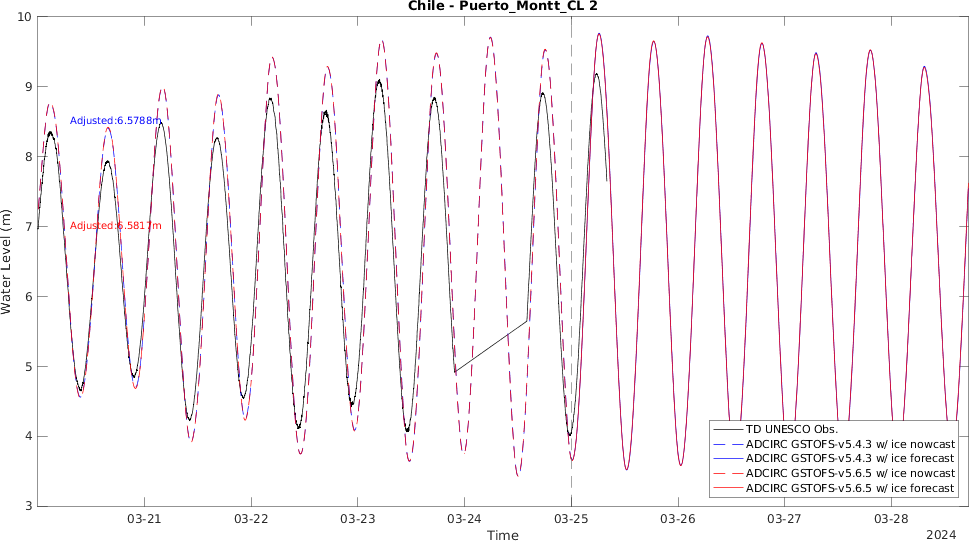 Chile - Puerto_Montt_CL 2
10
9
8
7
6
5
4
3
Water Level (m)
Adjusted:6.5788m
Adjusted:6.5817m
TD UNESCO Obs.
ADCIRC GSTOFS-v5.4.3 w/ ice nowcast
ADCIRC GSTOFS-v5.4.3 w/ ice forecast
ADCIRC GSTOFS-v5.6.5 w/ ice nowcast
ADCIRC GSTOFS-v5.6.5 w/ ice forecast
03-21 03-22 03-23 03-24 03-25 03-26 03-27 03-28
Time
2024